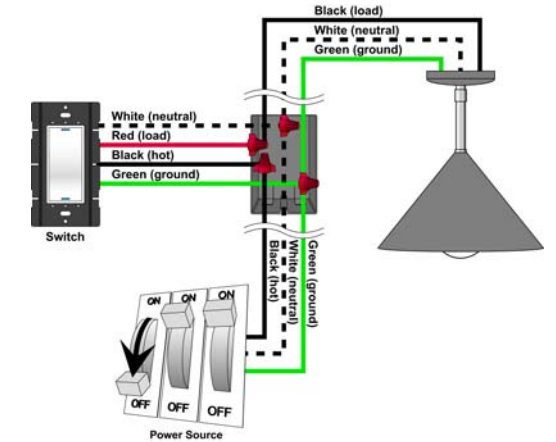 Black (load)
White (neutral)
Green (ground)
White (neutral)
Red (load)
Black (hot)
Green (ground)
Switch
Black (hot)
White (neutral)
Green (ground)
ON
ON
ON
OFF
OFF
OFF
Power Source